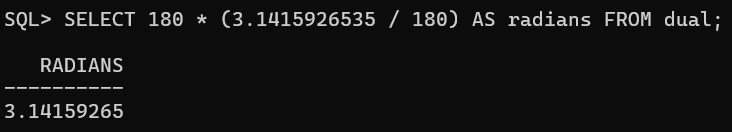 SQL> SELECT 180 * (3.1415926535 / 180) AS radians FROM dual;
RADIANS
----------
3.14159265